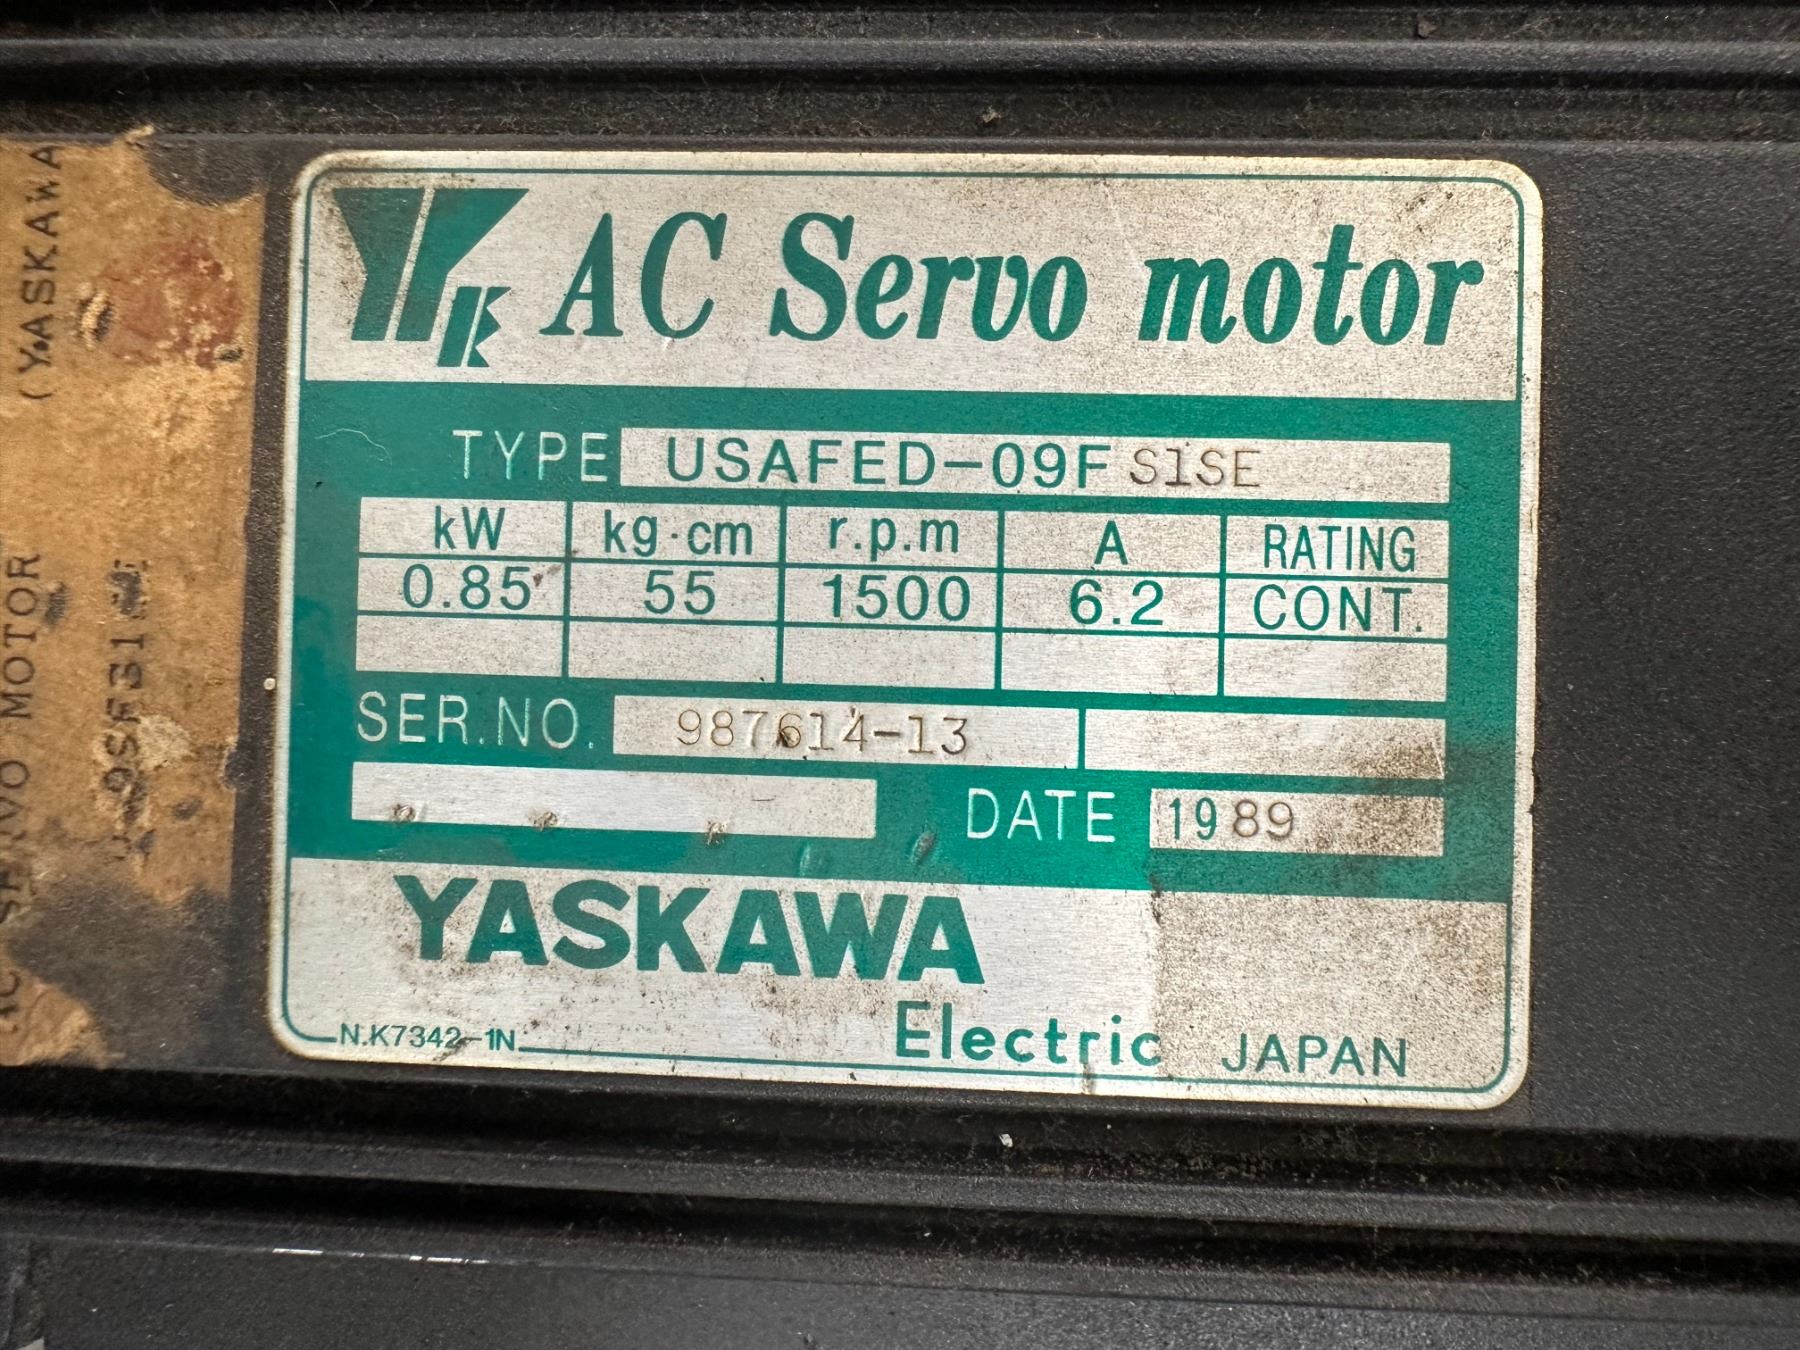 YK AC Servo motor
TYPE USAFED-09F S1SE
kW kg·cm r.p.m A RATING
0.85 55 1500 6.2 CONT.
SER.NO. 987614-13
DATE 1989
YASKAWA
Electric JAPAN
N.K7342-1N
(YASKAWA
SERVO MOTOR